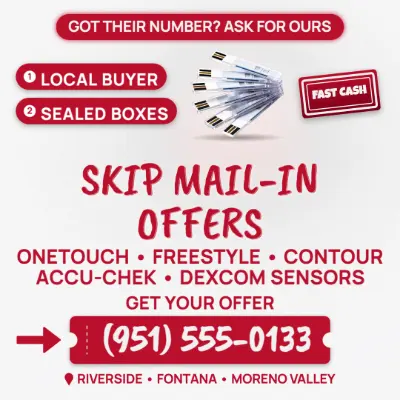 GOT THEIR NUMBER? ASK FOR OURS
1 LOCAL BUYER
2 SEALED BOXES
FAST CASH
SKIP MAIL-IN
OFFERS
ONETOUCH • FREESTYLE • CONTOUR
ACCU-CHEK • DEXCOM SENSORS
GET YOUR OFFER
(951) 555-0133
RIVERSIDE • FONTANA • MORENO VALLEY